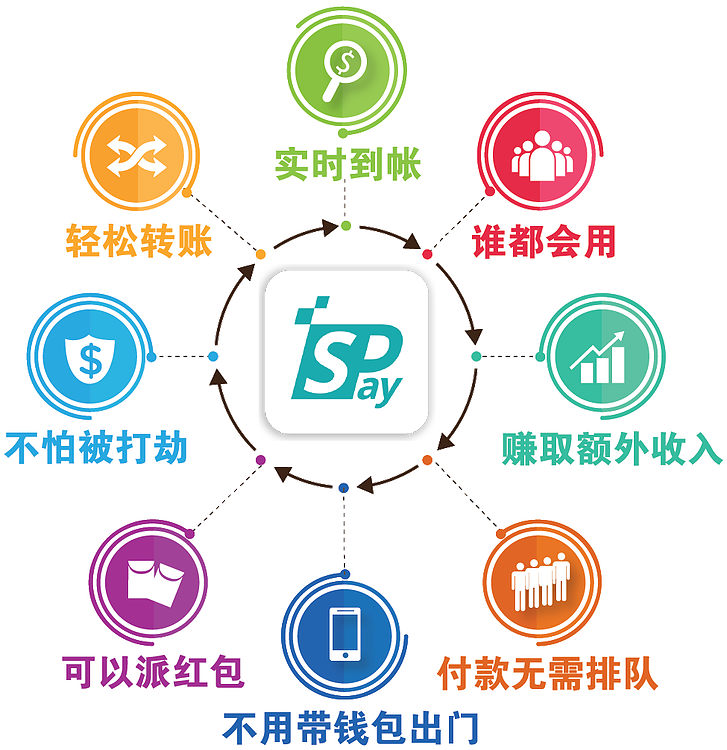 实时到帐
轻松转账
谁都会用
SPay
$
不怕被打劫
赚取额外收入
可以派红包
付款无需排队
不用带钱包出门